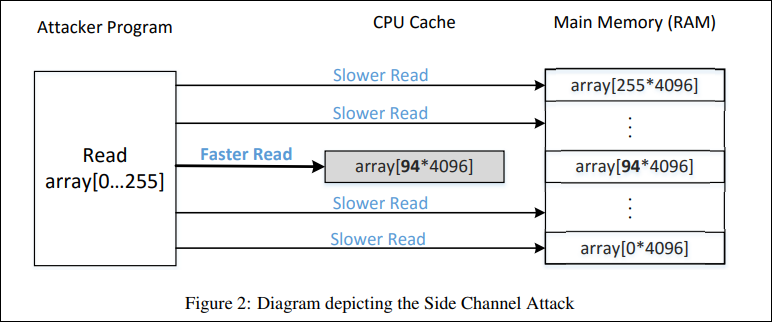 Attacker Program
CPU Cache
Main Memory (RAM)
Slower Read
array[255*4096]
Slower Read
⋮
Read
array[0...255]
Faster Read
array[94*4096]
array[94*4096]
Slower Read
⋮
Slower Read
array[0*4096]
Figure 2: Diagram depicting the Side Channel Attack